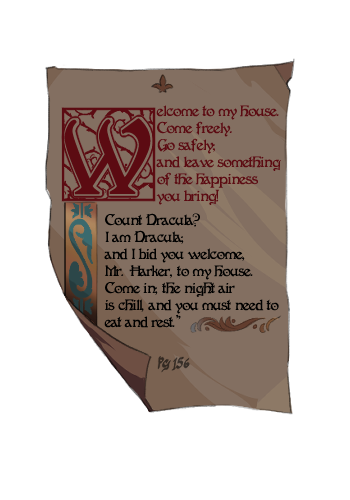 Welcome to my house.
Come freely.
Go safely;
and leave something
of the happiness
you bring!
Count Dracula?
I am Dracula;
and I bid you welcome,
Mr. Harker, to my house.
Come in; the night air
is chill, and you must need to
eat and rest.”
Pg 156